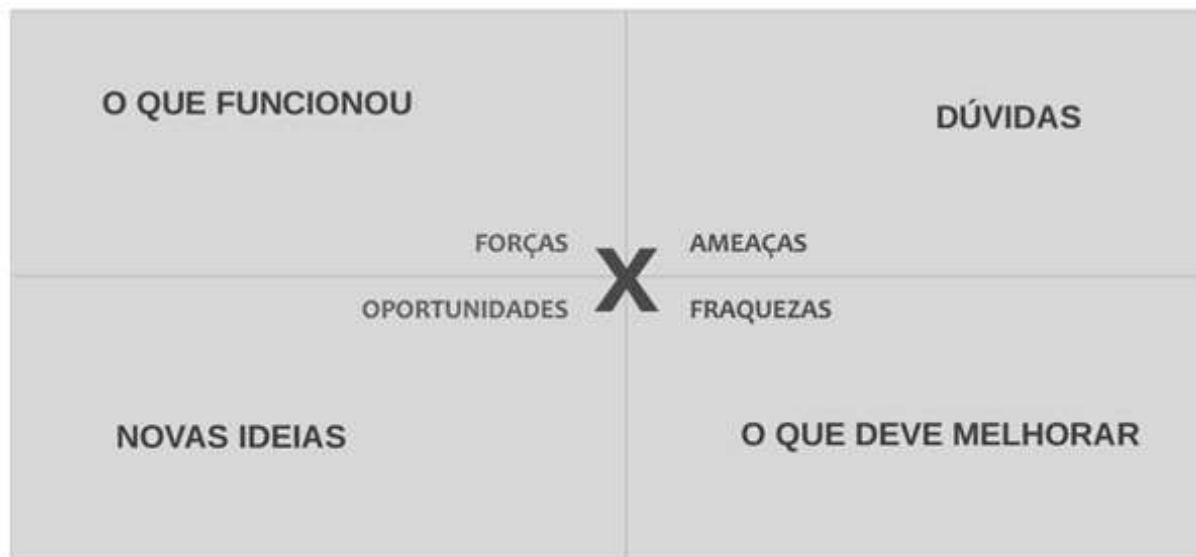 O QUE FUNCIONOU
DÚVIDAS
FORÇAS
AMEAÇAS
X
OPORTUNIDADES
FRAQUEZAS
NOVAS IDEIAS
O QUE DEVE MELHORAR